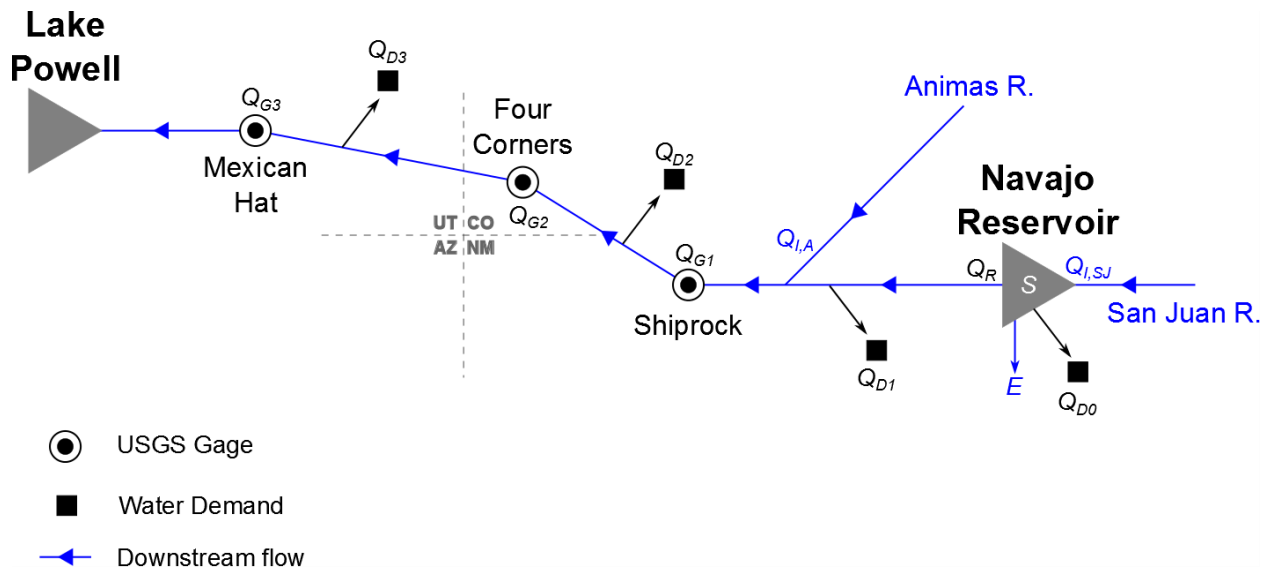 Lake
Powell
Q_D3
Q_G3
Mexican
Hat
Four
Corners
Q_G2
UT CO
AZ NM
Q_D2
Q_G1
Shiprock
Animas R.
Q_I,A
Q_D1
Navajo
Reservoir
Q_R
S
Q_I,SJ
San Juan R.
E
Q_D0
USGS Gage
Water Demand
Downstream flow